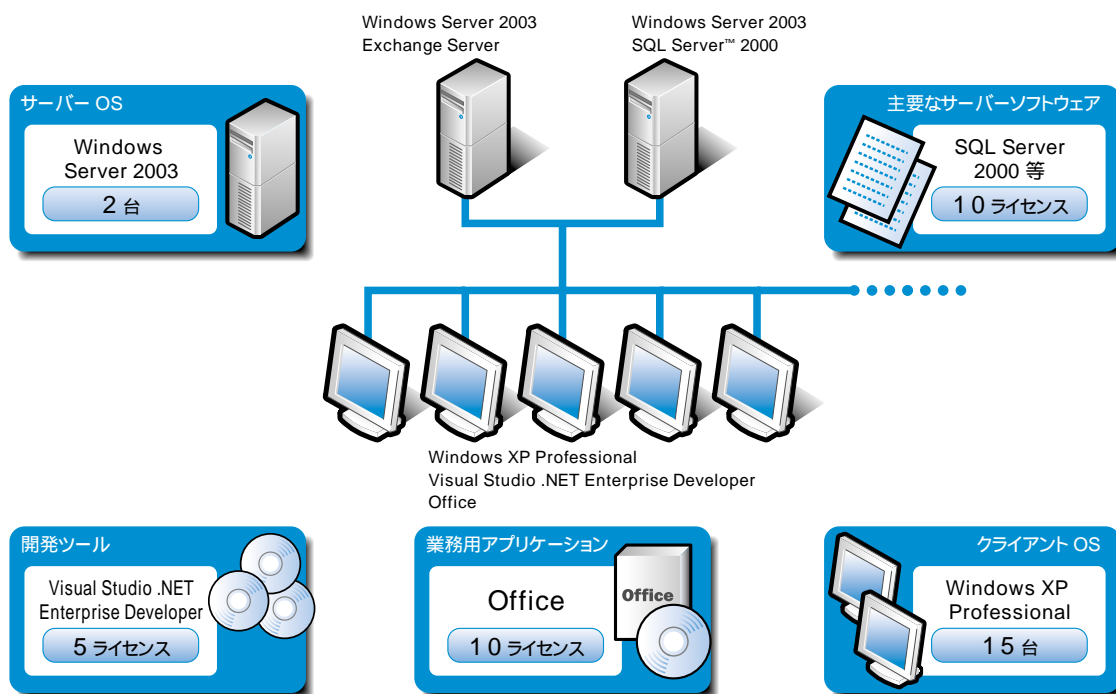 Windows Server 2003
Exchange Server
Windows Server 2003
SQL Server™ 2000
サーバー OS
Windows
Server 2003
2 台
主要なサーバーソフトウェア
SQL Server
2000 等
10 ライセンス
Windows XP Professional
Visual Studio .NET Enterprise Developer
Office
開発ツール
Visual Studio .NET
Enterprise Developer
5 ライセンス
業務用アプリケーション
Office
10 ライセンス
Office
クライアント OS
Windows XP
Professional
15 台